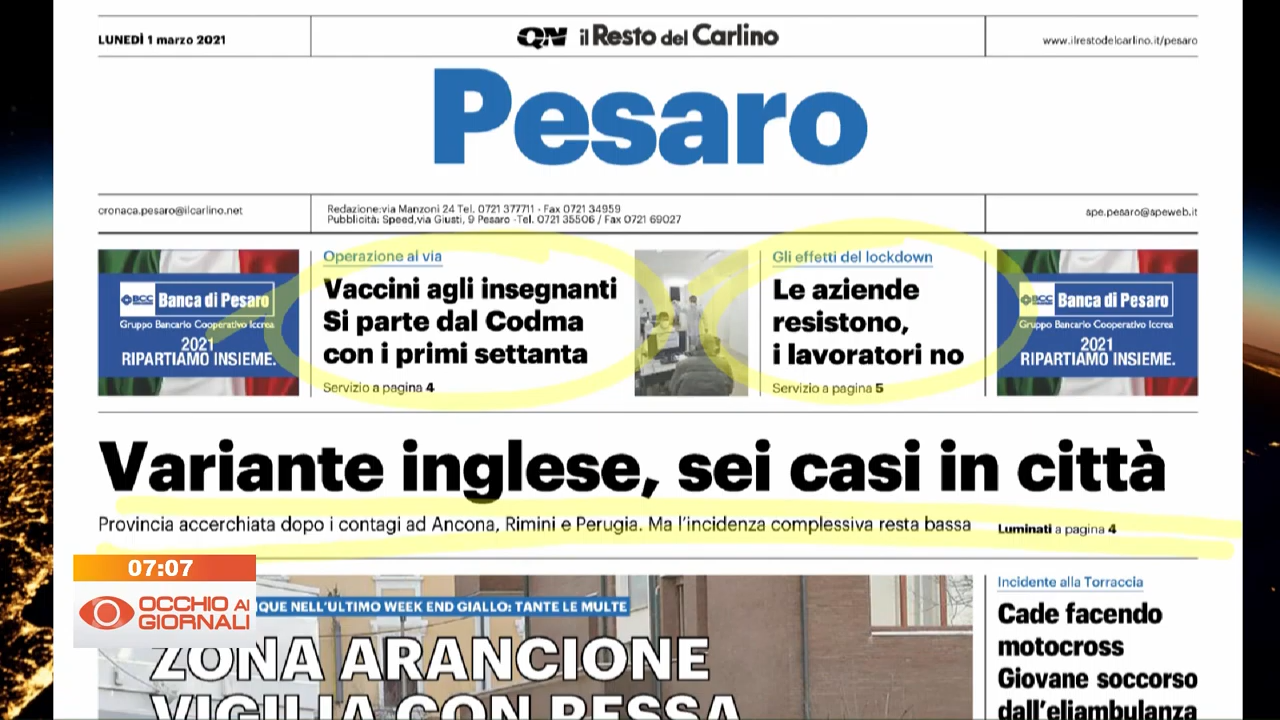 LUNEDÌ 1 marzo 2021
QN il Resto del Carlino
www.ilrestodelcarlino.it/pesaro
Pesaro
cronaca.pesaro@ilcarlino.net
Redazione:via Manzoni 24 Tel. 0721 377711 - Fax 0721 34959
Pubblicità: Speed,via Giusti, 9 Pesaro -Tel. 0721 35506 / Fax 0721 69027
spe.pesaro@speweb.it
BCC Banca di Pesaro
Gruppo Bancario Cooperativo Iccrea
2021
RIPARTIAMO INSIEME.
Operazione al via
Vaccini agli insegnanti
Si parte dal Codma
con i primi settanta
Servizio a pagina 4
Gli effetti del lockdown
Le aziende
resistono,
i lavoratori no
Servizio a pagina 5
BCC Banca di Pesaro
Gruppo Bancario Cooperativo Iccrea
2021
RIPARTIAMO INSIEME.
Variante inglese, sei casi in città
Provincia accerchiata dopo i contagi ad Ancona, Rimini e Perugia. Ma l'incidenza complessiva resta bassa
Luminati a pagina 4
07:07
OCCHIO AI
GIORNALI
QUE NELL'ULTIMO WEEK END GIALLO: TANTE LE MULTE
ZONA ARANCIONE
VIGILIA CON RESSA
Incidente alla Torraccia
Cade facendo
motocross
Giovane soccorso
dall'eliambulanza